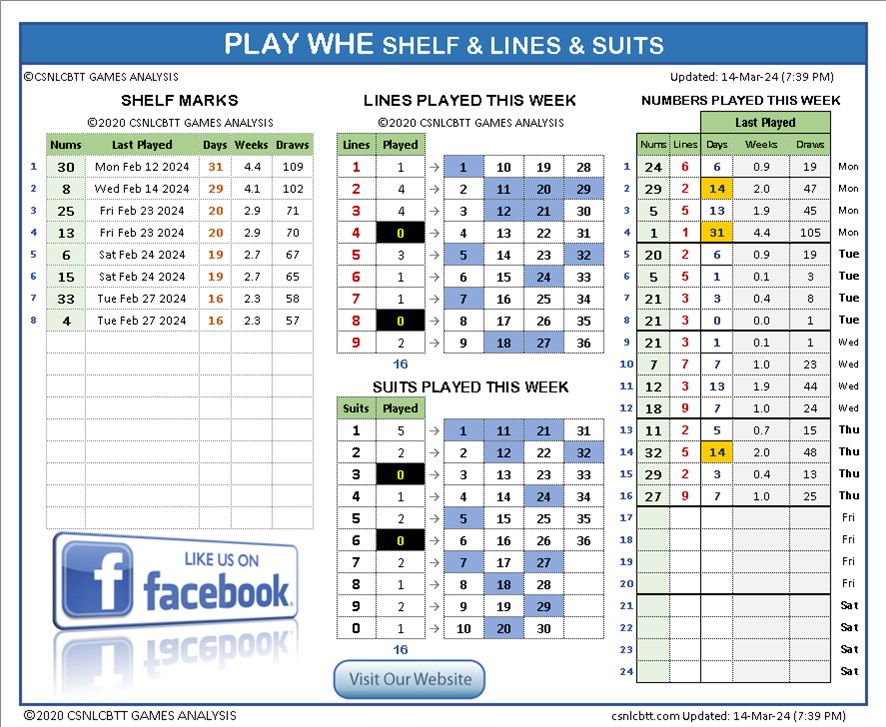 PLAY WHE SHELF & LINES & SUITS
©CSNLCBTT GAMES ANALYSIS
Updated: 14-Mar-24 (7:39 PM)
SHELF MARKS
©2020 CSNLCBTT GAMES ANALYSIS
Nums Last Played Days Weeks Draws
1 30 Mon Feb 12 2024 31 4.4 109
2 8 Wed Feb 14 2024 29 4.1 102
3 25 Fri Feb 23 2024 20 2.9 71
4 13 Fri Feb 23 2024 20 2.9 70
5 6 Sat Feb 24 2024 19 2.7 67
6 15 Sat Feb 24 2024 19 2.7 65
7 33 Tue Feb 27 2024 16 2.3 58
8 4 Tue Feb 27 2024 16 2.3 57
LIKE US ON
facebook
LINES PLAYED THIS WEEK
©2020 CSNLCBTT GAMES ANALYSIS
Lines Played
1 1 → 1 10 19 28
2 4 → 2 11 20 29
3 4 → 3 12 21 30
4 0 → 4 13 22 31
5 3 → 5 14 23 32
6 1 → 6 15 24 33
7 1 → 7 16 25 34
8 0 → 8 17 26 35
9 2 → 9 18 27 36
16
SUITS PLAYED THIS WEEK
Suits Played
1 5 → 1 11 21 31
2 2 → 2 12 22 32
3 0 → 3 13 23 33
4 1 → 4 14 24 34
5 2 → 5 15 25 35
6 0 → 6 16 26 36
7 2 → 7 17 27
8 1 → 8 18 28
9 2 → 9 19 29
0 1 → 10 20 30
16
Visit Our Website
NUMBERS PLAYED THIS WEEK
Last Played
Nums Lines Days Weeks Draws
1 24 6 6 0.9 19 Mon
2 29 2 14 2.0 47 Mon
3 5 5 13 1.9 45 Mon
4 1 1 31 4.4 105 Mon
5 20 2 6 0.9 19 Tue
6 5 5 1 0.1 3 Tue
7 21 3 3 0.4 8 Tue
8 21 3 0 0.0 1 Tue
9 21 3 1 0.1 1 Wed
10 7 7 7 1.0 23 Wed
11 12 3 13 1.9 44 Wed
12 18 9 7 1.0 24 Wed
13 11 2 5 0.7 15 Thu
14 32 5 14 2.0 48 Thu
15 29 2 3 0.4 13 Thu
16 27 9 7 1.0 25 Thu
17 Fri
18 Fri
19 Fri
20 Fri
21 Sat
22 Sat
23 Sat
24 Sat
©2020 CSNLCBTT GAMES ANALYSIS
csnlcbtt.com Updated: 14-Mar-24 (7:39 PM)